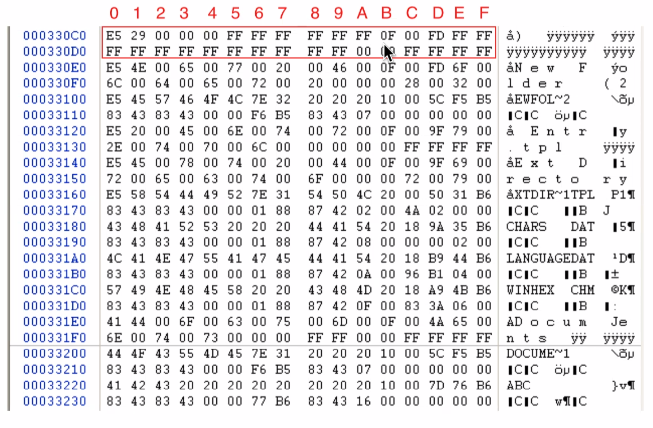 0 1 2 3 4 5 6 7 8 9 A B C D E F
000330C0 E5 29 00 00 00 FF FF FF FF FF FF 0F 00 FD FF FF å) ÿÿÿÿÿÿ ýÿÿ
000330D0 FF FF FF FF FF FF FF FF FF FF 00 00 FF FF FF FF ÿÿÿÿÿÿÿÿÿÿ ÿÿÿÿ
000330E0 E5 4E 00 65 00 77 00 20 00 46 00 0F 00 FD 6F 00 åN e w F ýo
000330F0 6C 00 64 00 65 00 72 00 20 00 00 00 28 00 32 00 l d e r ( 2
00033100 E5 45 57 46 4F 4C 7E 32 20 20 20 10 00 5C F5 B5 åEWFOL~2 \õµ
00033110 83 43 83 43 00 00 F6 B5 83 43 07 00 00 00 00 00 ▮C▮C öµ▮C
00033120 E5 20 00 45 00 6E 00 74 00 72 00 0F 00 9F 79 00 å E n t r ▮y
00033130 2E 00 74 00 70 00 6C 00 00 00 00 00 FF FF FF FF . t p l ÿÿÿÿ
00033140 E5 45 00 78 00 74 00 20 00 44 00 0F 00 9F 69 00 åE x t D ▮i
00033150 72 00 65 00 63 00 74 00 6F 00 00 00 72 00 79 00 r e c t o r y
00033160 E5 58 54 44 49 52 7E 31 54 50 4C 20 00 50 31 B6 åXTDIR~1TPL P1¶
00033170 83 43 83 43 00 00 01 88 87 42 02 00 4A 02 00 00 ▮C▮C ▮▮B J
00033180 43 48 41 52 53 20 20 20 44 41 54 20 18 9A 35 B6 CHARS DAT ▮5¶
00033190 83 43 83 43 00 00 01 88 87 42 08 00 00 00 02 00 ▮C▮C ▮▮B
000331A0 4C 41 4E 47 55 41 47 45 44 41 54 20 18 B9 44 B6 LANGUAGEDAT ¹D¶
000331B0 83 43 83 43 00 00 01 88 87 42 0A 00 96 B1 04 00 ▮C▮C ▮▮B ▮±
000331C0 57 49 4E 48 45 58 20 20 43 48 4D 20 18 A9 4B B6 WINHEX CHM ©K¶
000331D0 83 43 83 43 00 00 01 88 87 42 0F 00 83 3A 06 00 ▮C▮C ▮▮B ▮:
000331E0 41 44 00 6F 00 63 00 75 00 6D 00 0F 00 4A 65 00 AD o c u m Je
000331F0 6E 00 74 00 73 00 00 00 FF FF 00 00 FF FF FF FF n t s ÿÿ ÿÿÿÿ
00033200 44 4F 43 55 4D 45 7E 31 20 20 20 10 00 5C F5 B5 DOCUME~1 \õµ
00033210 83 43 83 43 00 00 F6 B5 83 43 07 00 00 00 00 00 ▮C▮C öµ▮C
00033220 41 42 43 20 20 20 20 20 20 20 20 10 00 7D 76 B6 ABC }v¶
00033230 83 43 83 43 00 00 77 B6 83 43 16 00 00 00 00 00 ▮C▮C w¶▮C